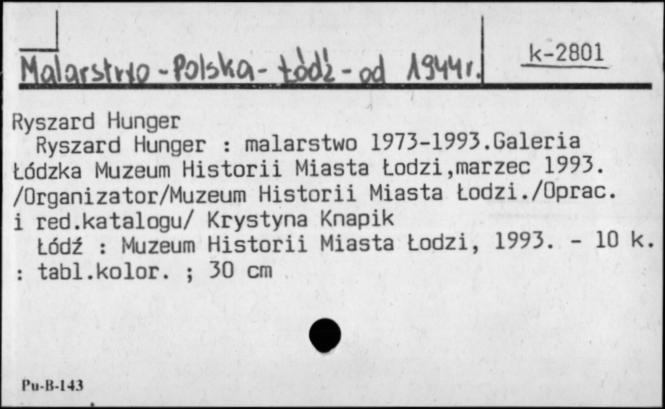 Malarstwo - Polska - Łódź - od 1944r.
k-2801
Ryszard Hunger
Ryszard Hunger : malarstwo 1973-1993.Galeria
Łódzka Muzeum Historii Miasta Łodzi,marzec 1993.
/Organizator/Muzeum Historii Miasta Łodzi./Oprac.
i red.katalogu/ Krystyna Knapik
Łódź : Muzeum Historii Miasta Łodzi, 1993. - 10 k.
: tabl.kolor. ; 30 cm
Pu-B-143